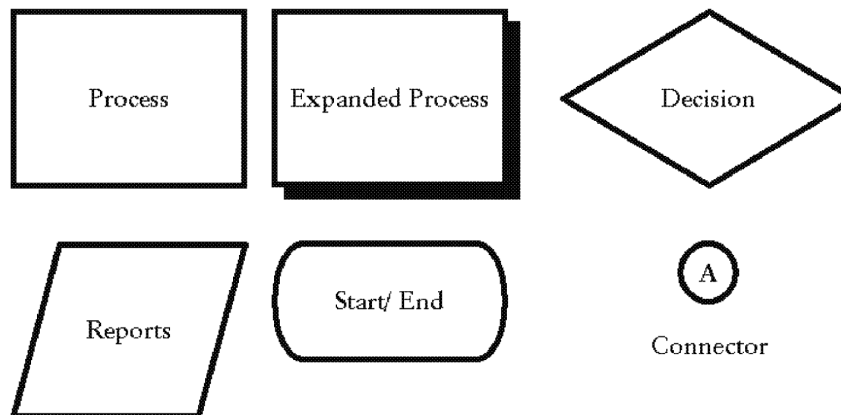 Process
Expanded Process
Decision
Reports
Start/ End
A
Connector